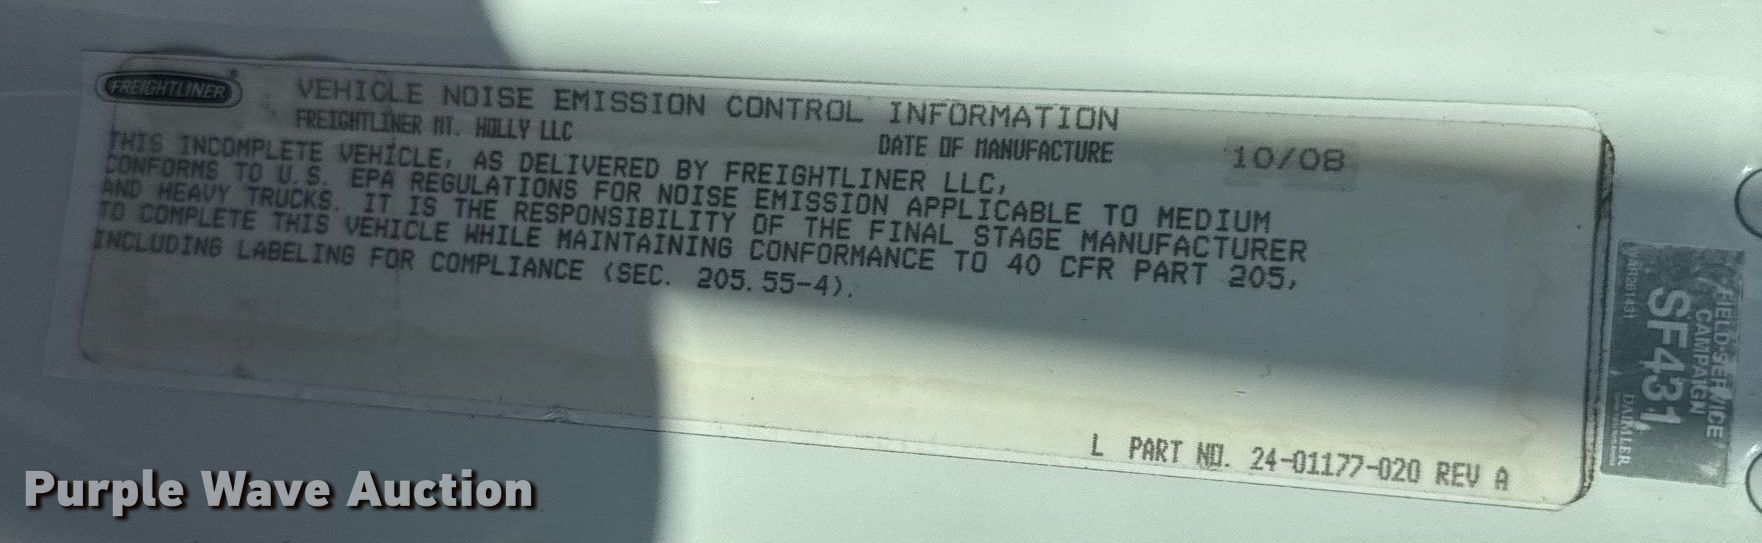 FREIGHTLINER
VEHICLE NOISE EMISSION CONTROL INFORMATION
FREIGHTLINER MT. HOLLY LLC
DATE OF MANUFACTURE 10/08
THIS INCOMPLETE VEHICLE, AS DELIVERED BY FREIGHTLINER LLC,
CONFORMS TO U.S. EPA REGULATIONS FOR NOISE EMISSION APPLICABLE TO MEDIUM
AND HEAVY TRUCKS. IT IS THE RESPONSIBILITY OF THE FINAL STAGE MANUFACTURER
TO COMPLETE THIS VEHICLE WHILE MAINTAINING CONFORMANCE TO 40 CFR PART 205,
INCLUDING LABELING FOR COMPLIANCE (SEC. 205.55-4).
L PART NO. 24-01177-020 REV A
FIELD SERVICE
CAMPAIGN
SF431
DAIMLER
Purple Wave Auction